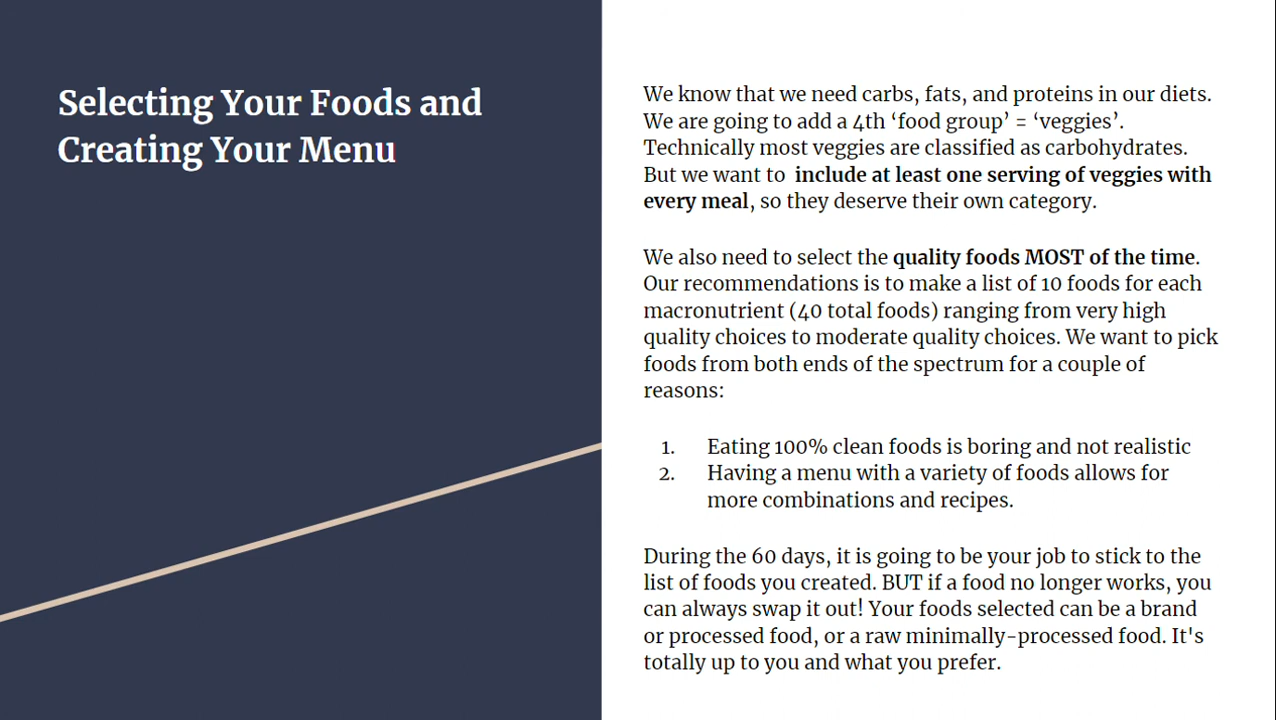 Selecting Your Foods and
Creating Your Menu
We know that we need carbs, fats, and proteins in our diets.
We are going to add a 4th ‘food group’ = ‘veggies’.
Technically most veggies are classified as carbohydrates.
But we want to  include at least one serving of veggies with
every meal, so they deserve their own category.
We also need to select the quality foods MOST of the time.
Our recommendations is to make a list of 10 foods for each
macronutrient (40 total foods) ranging from very high
quality choices to moderate quality choices. We want to pick
foods from both ends of the spectrum for a couple of
reasons:
1. Eating 100% clean foods is boring and not realistic
2. Having a menu with a variety of foods allows for
more combinations and recipes.
During the 60 days, it is going to be your job to stick to the
list of foods you created. BUT if a food no longer works, you
can always swap it out! Your foods selected can be a brand
or processed food, or a raw minimally-processed food. It's
totally up to you and what you prefer.